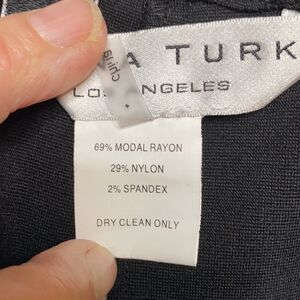 A TURK
LOS ANGELES
69% MODAL RAYON
29% NYLON
2% SPANDEX
DRY CLEAN ONLY